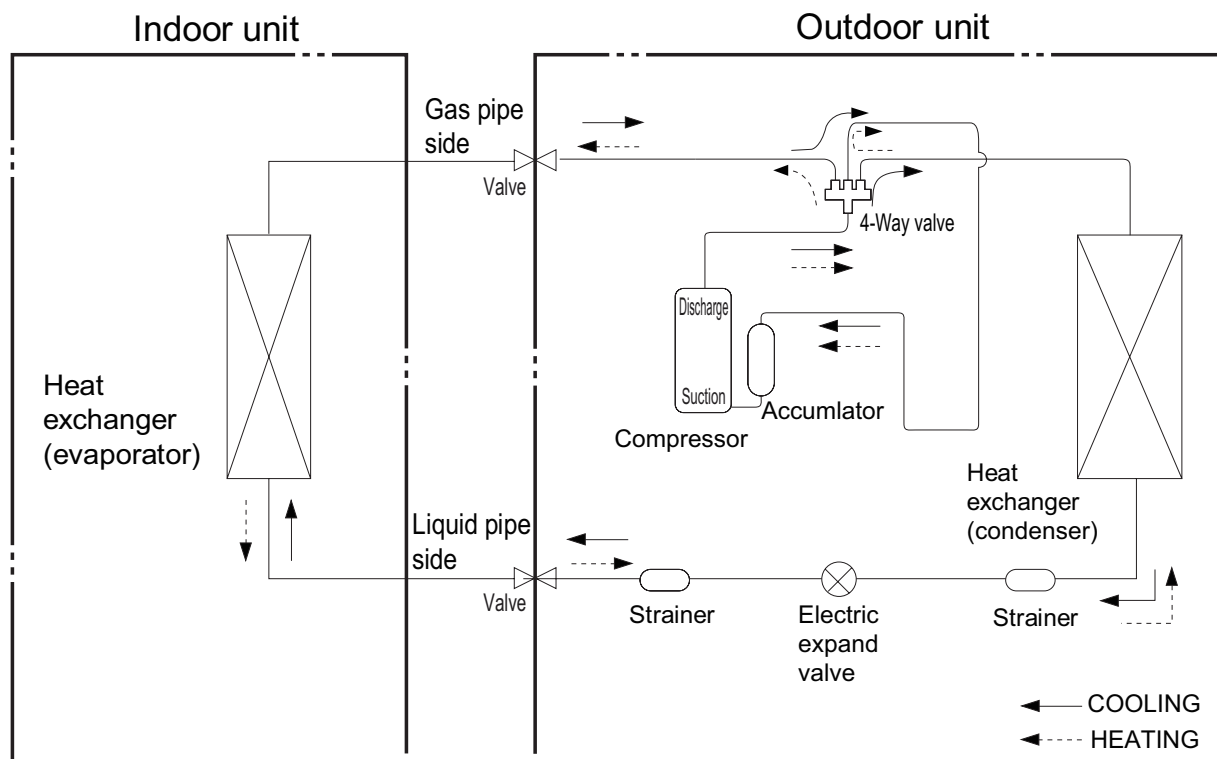 Indoor unit
Outdoor unit
Gas pipe
side
Valve
4-Way valve
Discharge
Suction
Compressor
Accumlator
Heat
exchanger
(evaporator)
Heat
exchanger
(condenser)
Liquid pipe
side
Valve
Strainer
Electric
expand
valve
Strainer
COOLING
HEATING